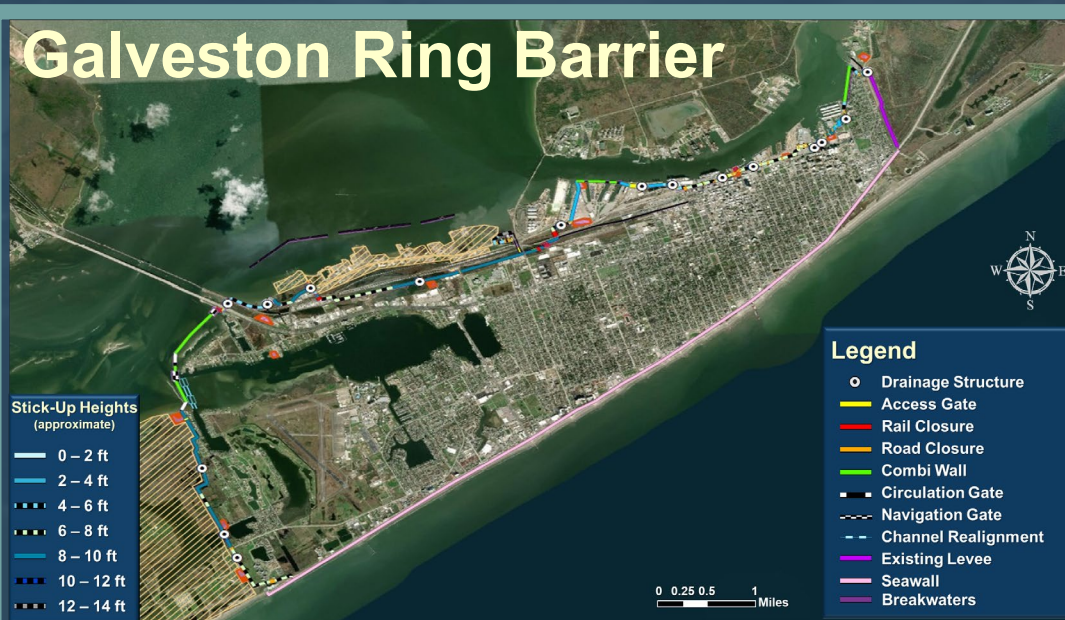 Galveston Ring Barrier
N
W
E
S
Stick-Up Heights
(approximate)
0 – 2 ft
2 – 4 ft
4 – 6 ft
6 – 8 ft
8 – 10 ft
10 – 12 ft
12 – 14 ft
0 0.25 0.5 1
Miles
Legend
Drainage Structure
Access Gate
Rail Closure
Road Closure
Combi Wall
Circulation Gate
Navigation Gate
Channel Realignment
Existing Levee
Seawall
Breakwaters